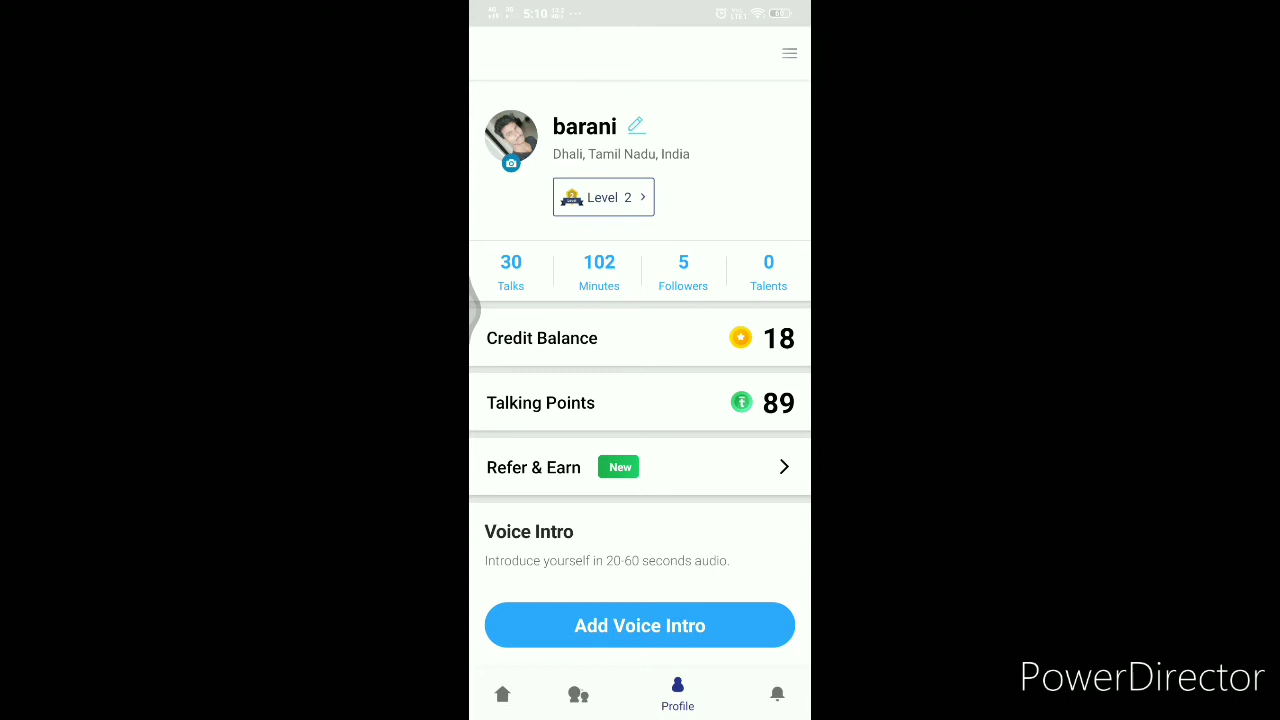 5:10
60
barani
Dhali, Tamil Nadu, India
Level 2
30
102
5
0
Talks
Minutes
Followers
Talents
Credit Balance
18
Talking Points
89
Refer & Earn
New
Voice Intro
Introduce yourself in 20-60 seconds audio.
Add Voice Intro
Profile
PowerDirector